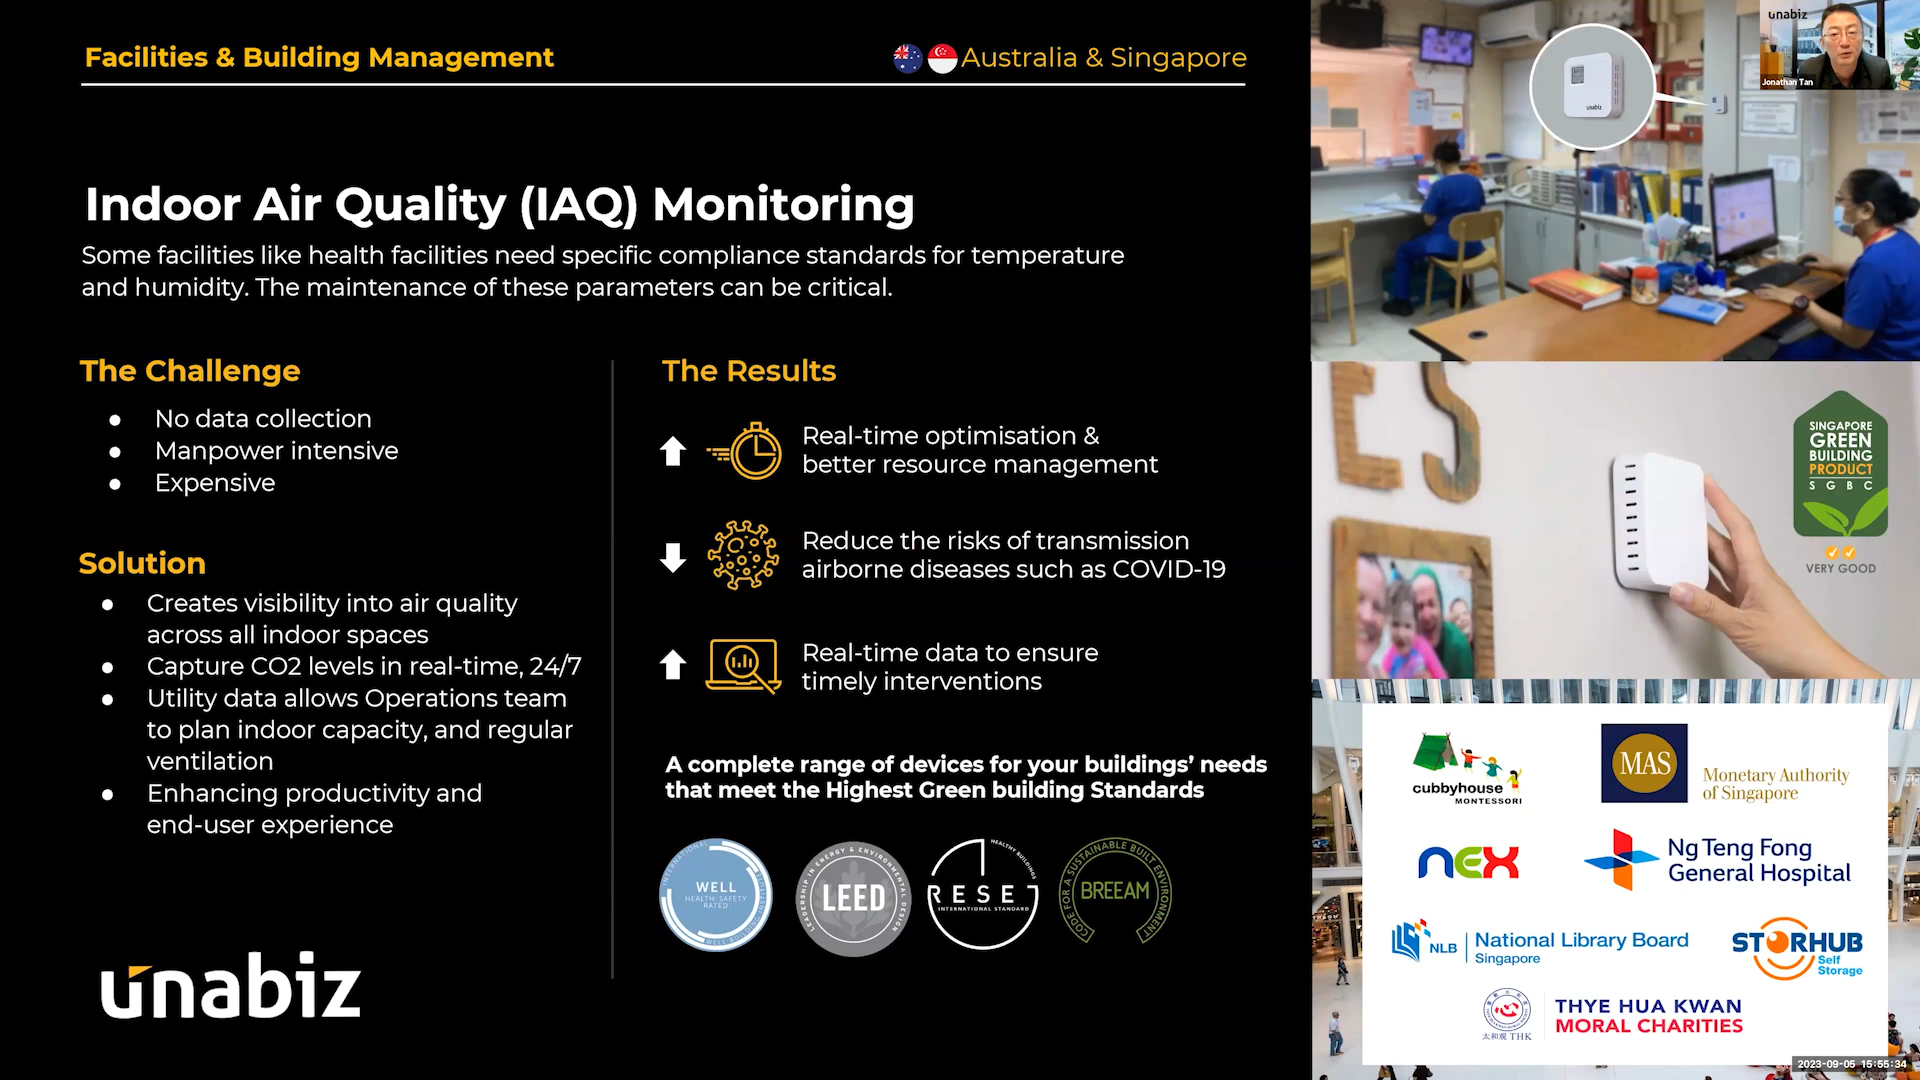 Facilities & Building Management
Australia & Singapore
Indoor Air Quality (IAQ) Monitoring
Some facilities like health facilities need specific compliance standards for temperature
and humidity. The maintenance of these parameters can be critical.
The Challenge
● No data collection
● Manpower intensive
● Expensive
Solution
● Creates visibility into air quality
across all indoor spaces
● Capture CO2 levels in real-time, 24/7
● Utility data allows Operations team
to plan indoor capacity, and regular
ventilation
● Enhancing productivity and
end-user experience
The Results
Real-time optimisation &
better resource management
Reduce the risks of transmission
airborne diseases such as COVID-19
Real-time data to ensure
timely interventions
A complete range of devices for your buildings’ needs
that meet the Highest Green building Standards
WELL
HEALTH-SAFETY
RATED
LEADERSHIP IN ENERGY & ENVIRONMENTAL DESIGN
LEED
HEALTHY BUILDINGS
RESET
INTERNATIONAL STANDARD
CODE FOR A SUSTAINABLE BUILT ENVIRONMENT
BREEAM
unabiz
unabiz
unabiz
Jonathan Tan
ES
SINGAPORE
GREEN
BUILDING
PRODUCT
SGBC
VERY GOOD
cubbyhouse
MONTESSORI
MAS
Monetary Authority
of Singapore
nex
Ng Teng Fong
General Hospital
NLB
National Library Board
Singapore
STORHUB
Self
Storage
THYE HUA KWAN
MORAL CHARITIES
太和观 THK
2023-09-05 15:55:34